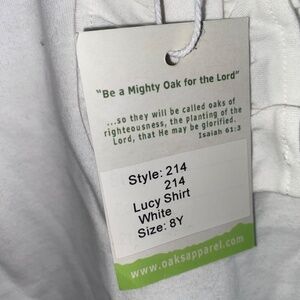 "Be a Mighty Oak for the Lord"
...so they will be called oaks of
righteousness, the planting of the
Lord, that He may be glorified.
Isaiah 61:3
Style: 214
214
Lucy Shirt
White
Size: 8Y
www.oaksapparel.com